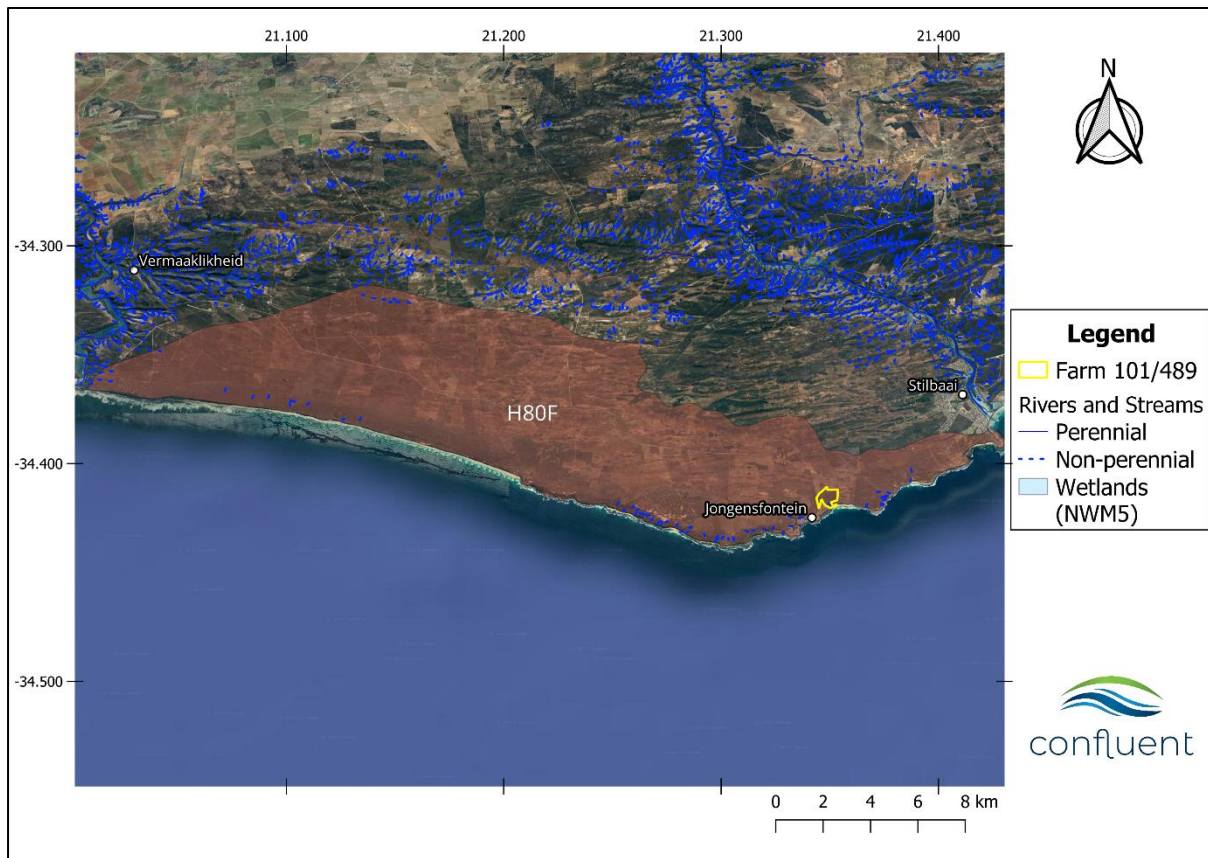 21.100 21.200 21.300 21.400
N
-34.300
Vermaaklikheid
Legend
Farm 101/489
Rivers and Streams
Perennial
Non-perennial
Wetlands
(NWM5)
Stilbaai
H80F
-34.400
Jongensfontein
-34.500
confluent
0 2 4 6 8 km